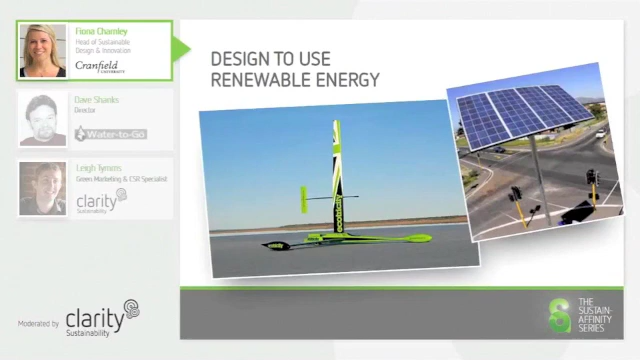 Fiona Charnley
Head of Sustainable
Design & Innovation
Cranfield
UNIVERSITY
Dave Shanks
Director
Water-to-Go
Leigh Tymms
Green Marketing & CSR Specialist
clarity
Sustainability
Moderated by
clarity
Sustainability
DESIGN TO USE
RENEWABLE ENERGY
ecotricity
THE
SUSTAIN-
AFFINITY
SERIES